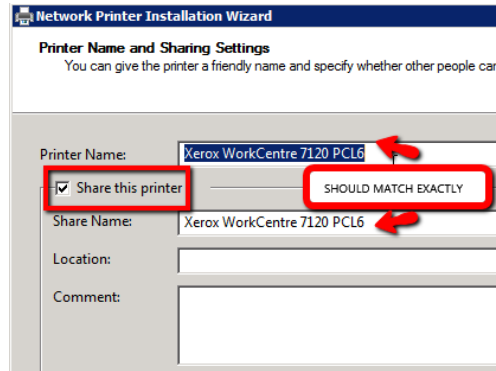 Network Printer Installation Wizard
Printer Name and Sharing Settings
You can give the printer a friendly name and specify whether other people can
Printer Name:
Xerox WorkCentre 7120 PCL6
Share this printer
SHOULD MATCH EXACTLY
Share Name:
Xerox WorkCentre 7120 PCL6
Location:
Comment: